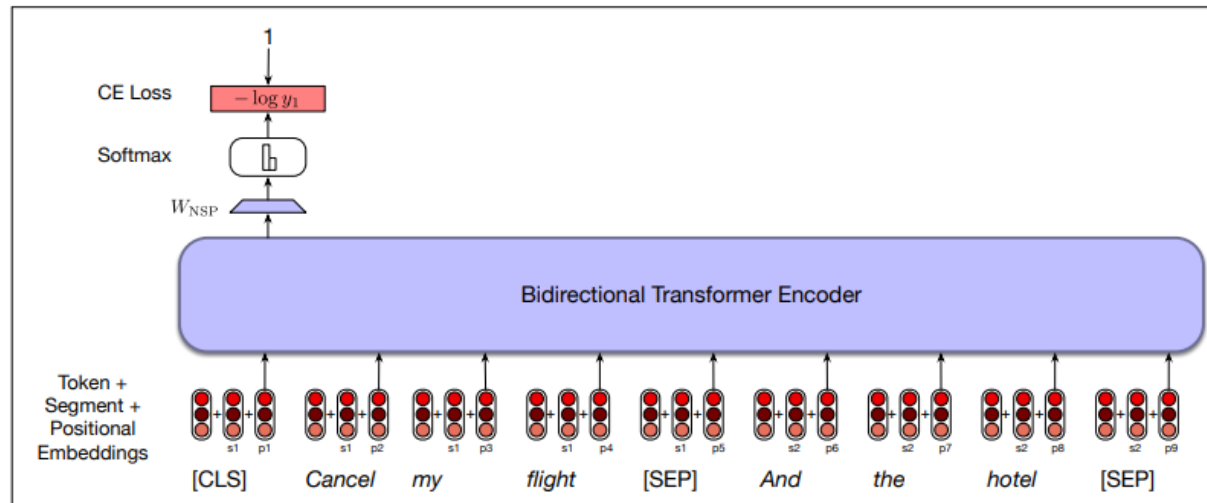 1
CE Loss
− log y₁
Softmax
W_NSP
Bidirectional Transformer Encoder
Token +
Segment +
Positional
Embeddings
+ + + + + + + + + + + + + + + + + +
s1 p1 s1 p2 s1 p3 s1 p4 s1 p5 s2 p6 s2 p7 s2 p8 s2 p9
[CLS] Cancel my flight [SEP] And the hotel [SEP]